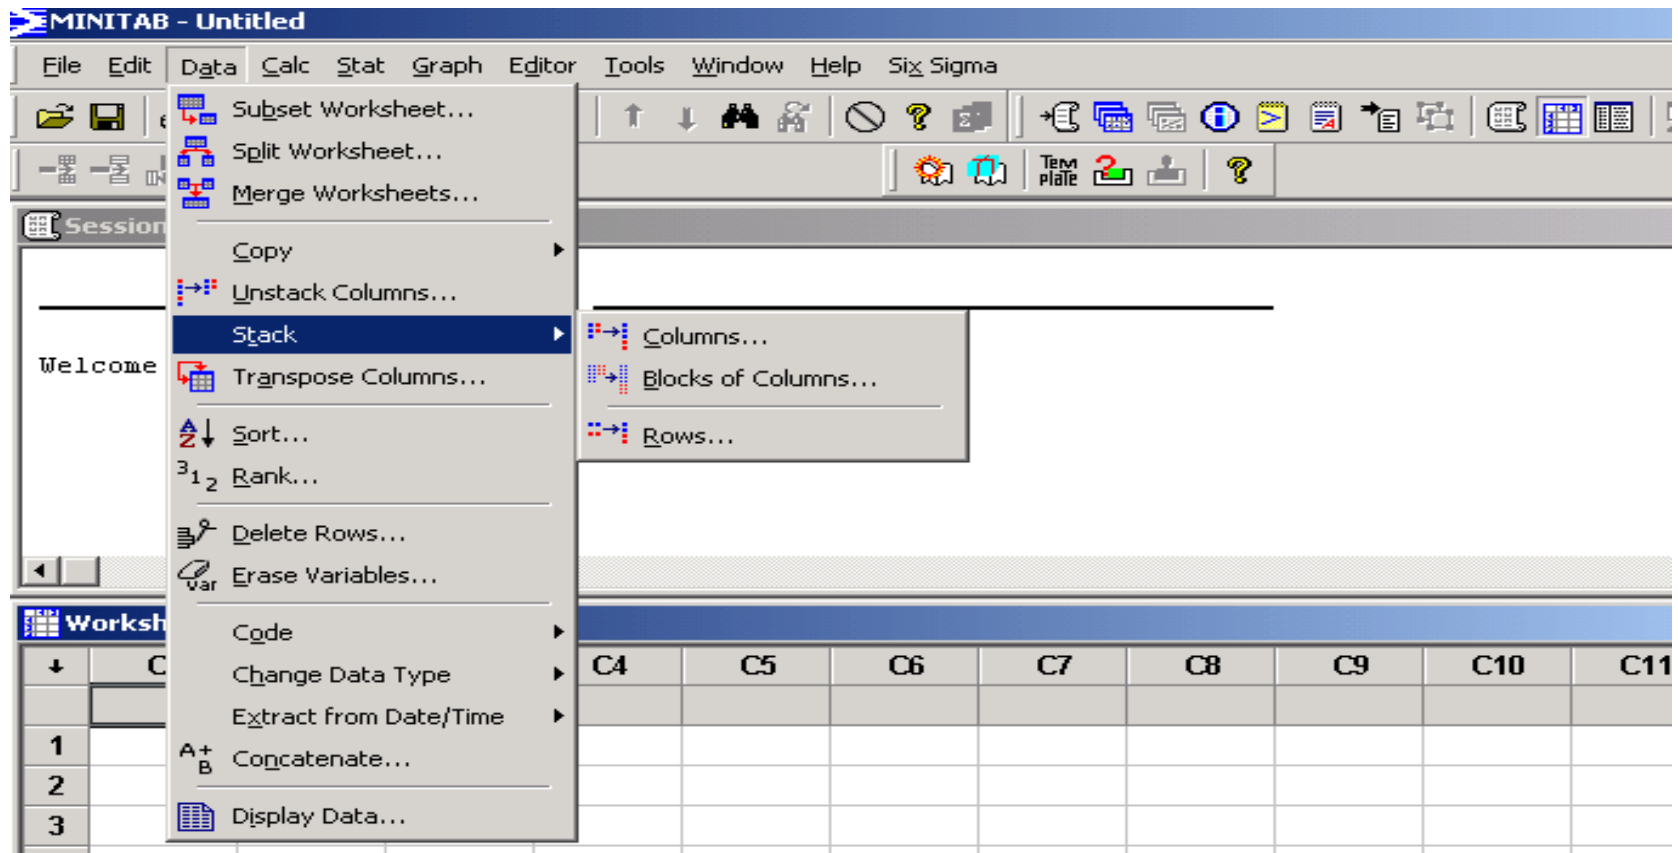 MINITAB - Untitled
File Edit Data Calc Stat Graph Editor Tools Window Help Six Sigma
Subset Worksheet...
Split Worksheet...
Merge Worksheets...
Tem plate
Session
Copy
Unstack Columns...
Stack
Columns...
Welcome
Transpose Columns...
Blocks of Columns...
Sort...
Rows...
Rank...
Delete Rows...
Erase Variables...
Code
Worksh
Change Data Type
C C4 C5 C6 C7 C8 C9 C10 C11
Extract from Date/Time
1
Concatenate...
2
Display Data...
3